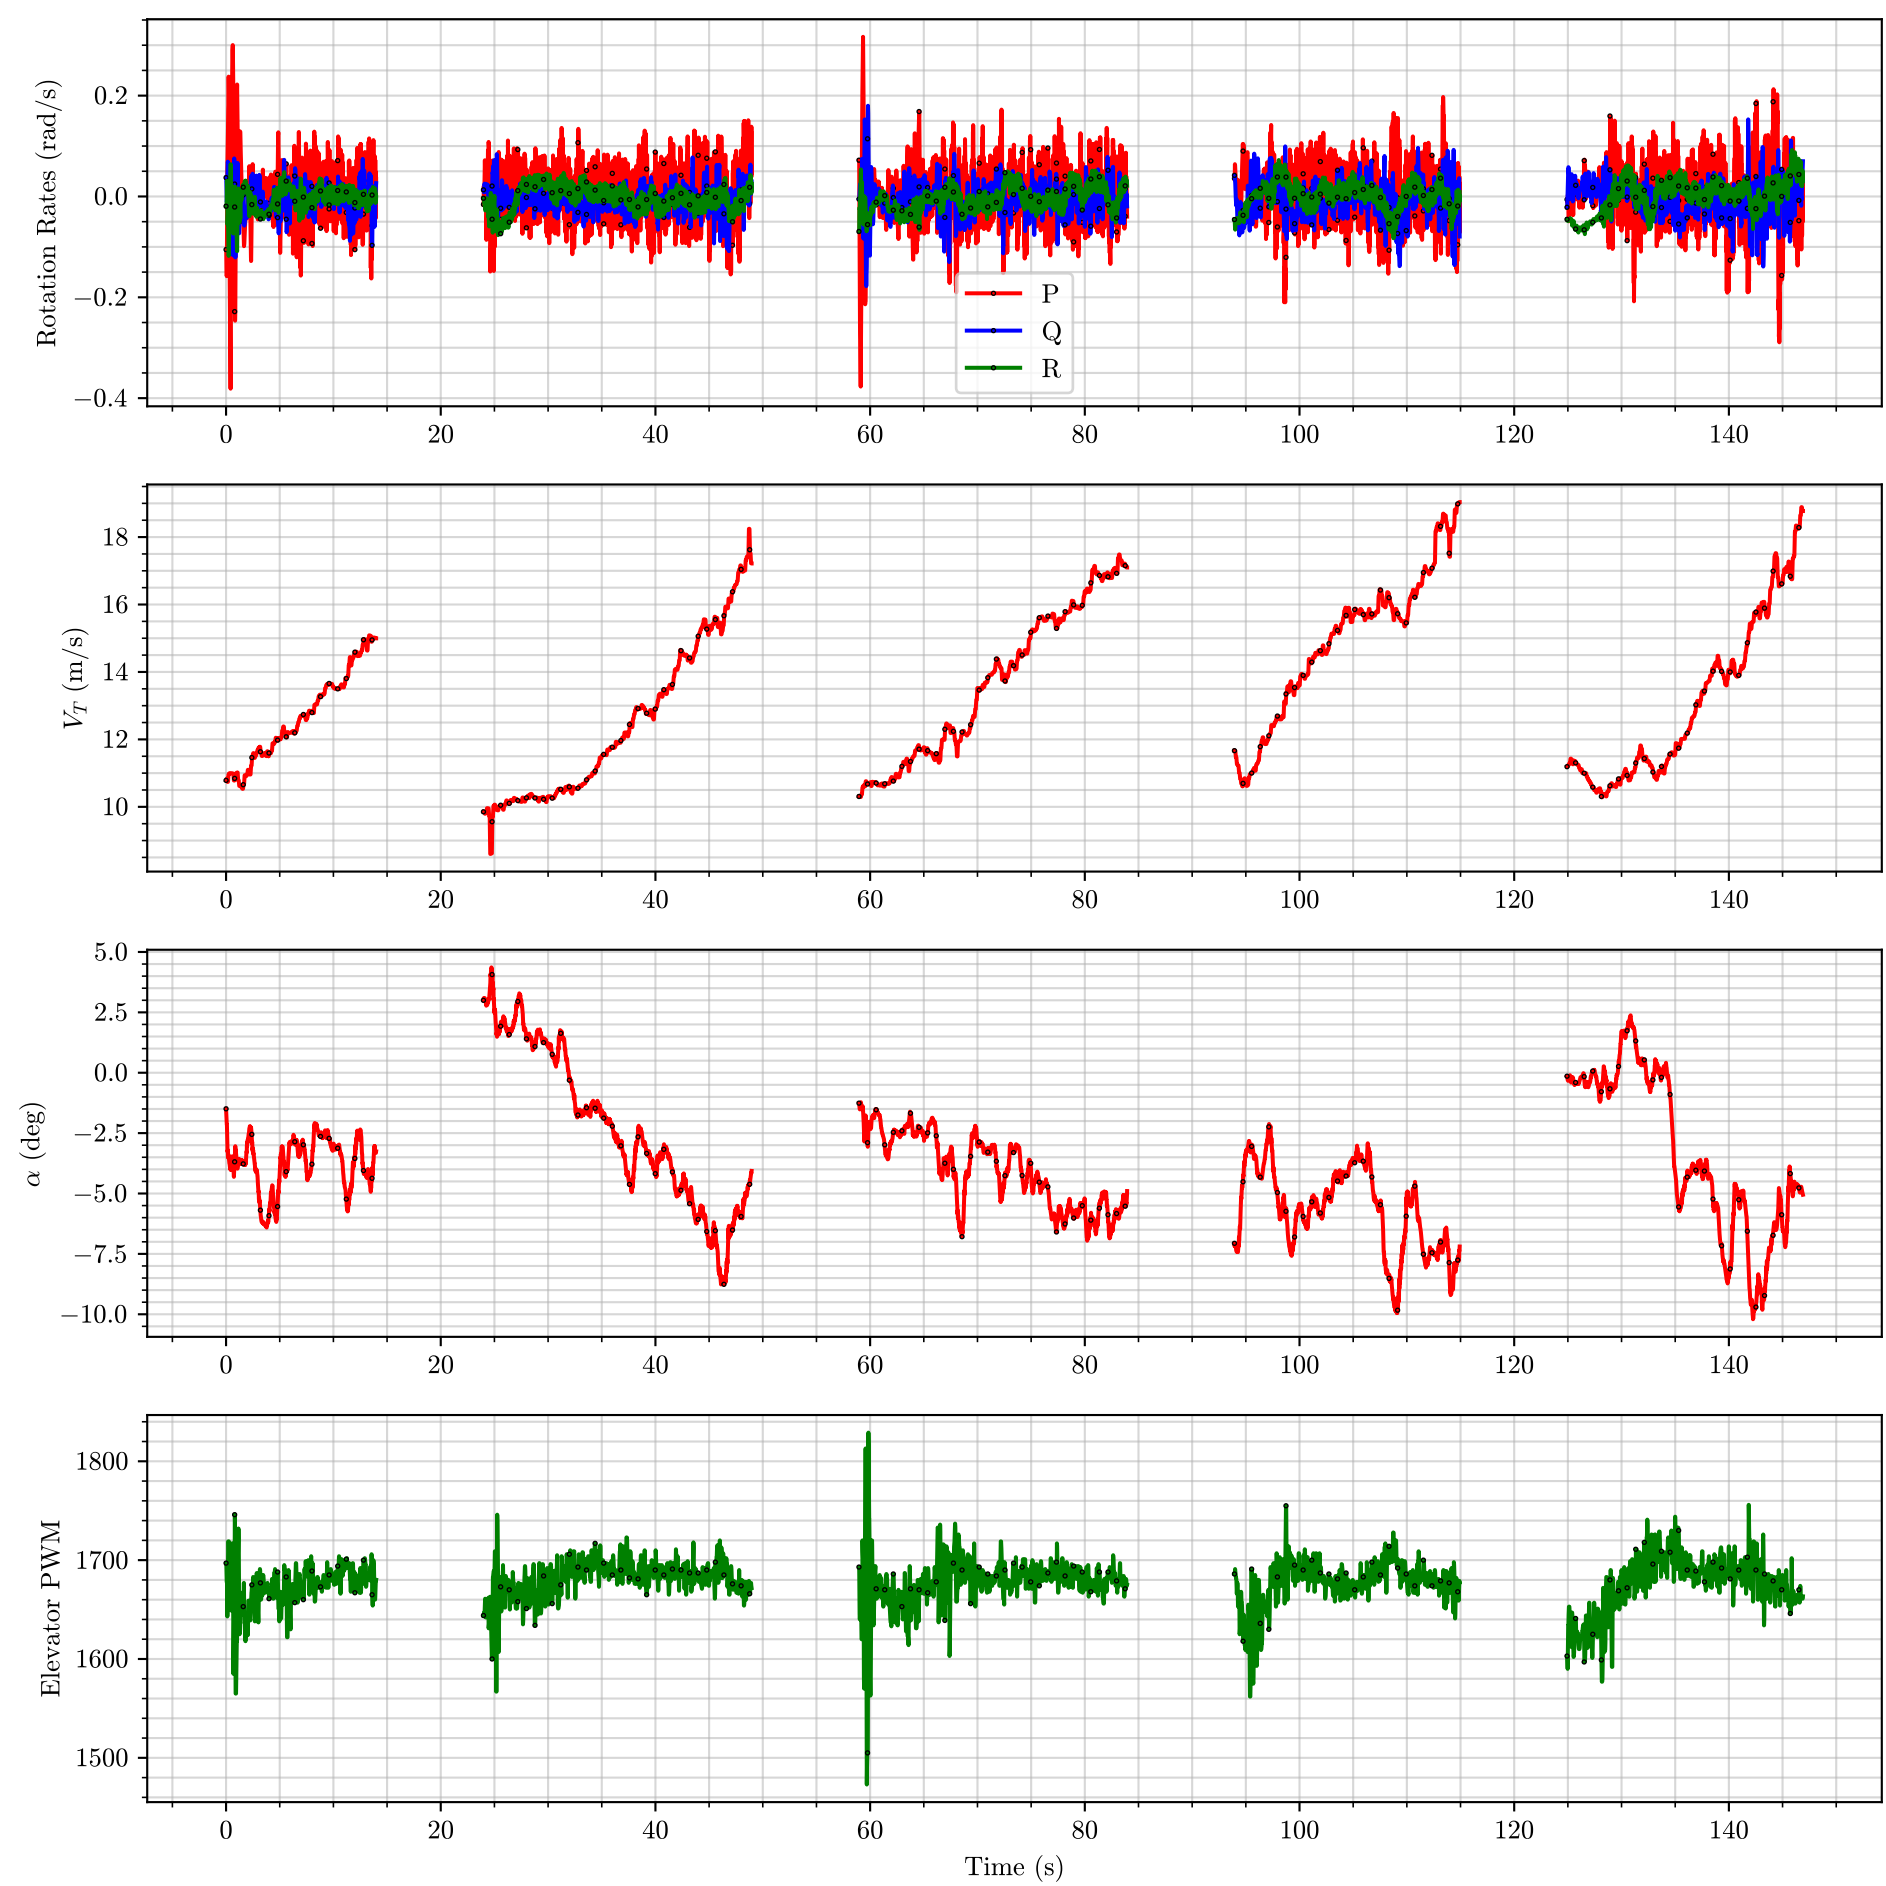 Rotation Rates (rad/s)
0.2
0.0
−0.2
−0.4
P
Q
R
0 20 40 60 80 100 120 140
V_T (m/s)
18
16
14
12
10
0 20 40 60 80 100 120 140
α (deg)
5.0
2.5
0.0
−2.5
−5.0
−7.5
−10.0
0 20 40 60 80 100 120 140
Elevator PWM
1800
1700
1600
1500
0 20 40 60 80 100 120 140
Time (s)